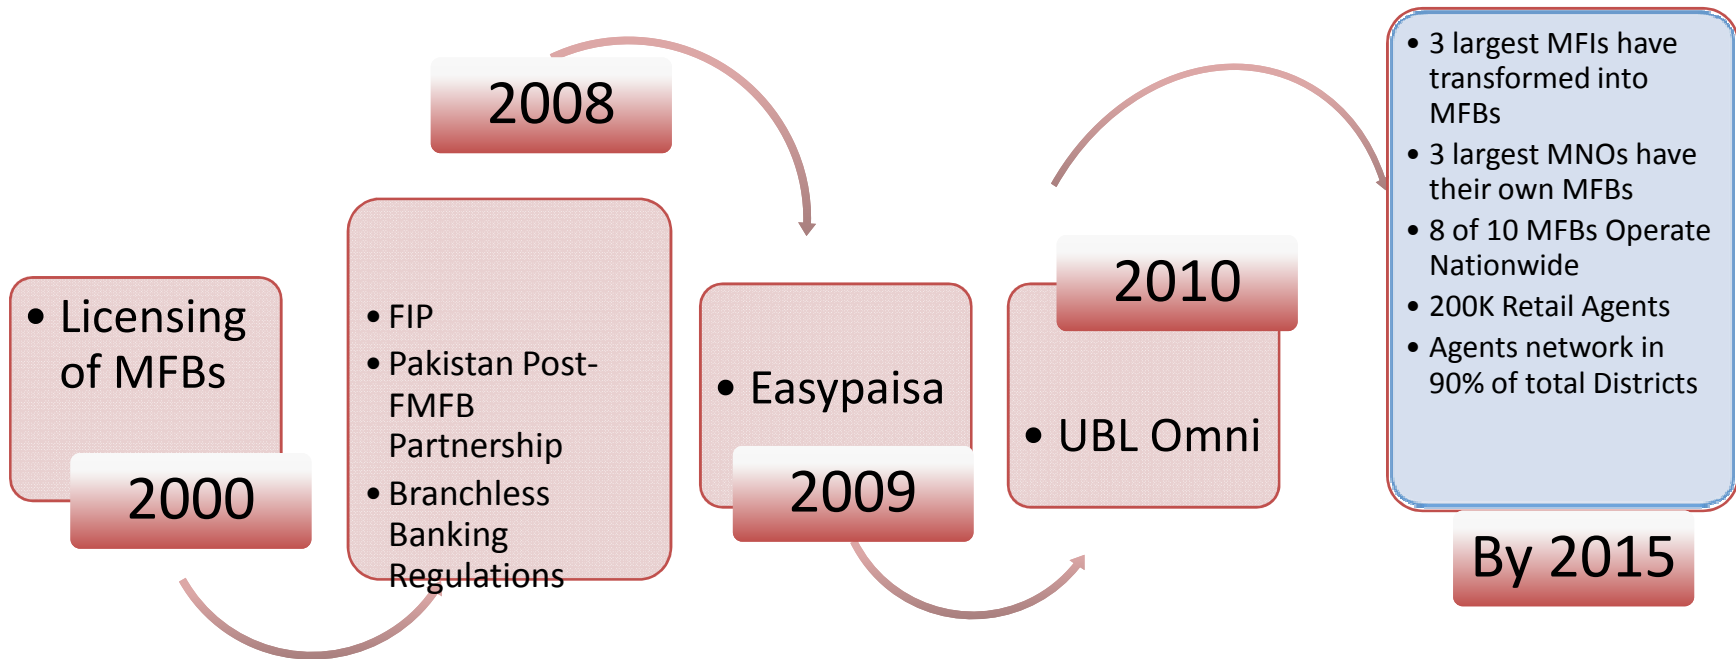 • Licensing
of MFBs
2000
2008
• FIP
• Pakistan Post-
FMFB
Partnership
• Branchless
Banking
Regulations
• Easypaisa
2009
2010
• UBL Omni
• 3 largest MFIs have
transformed into
MFBs
• 3 largest MNOs have
their own MFBs
• 8 of 10 MFBs Operate
Nationwide
• 200K Retail Agents
• Agents network in
90% of total Districts
By 2015